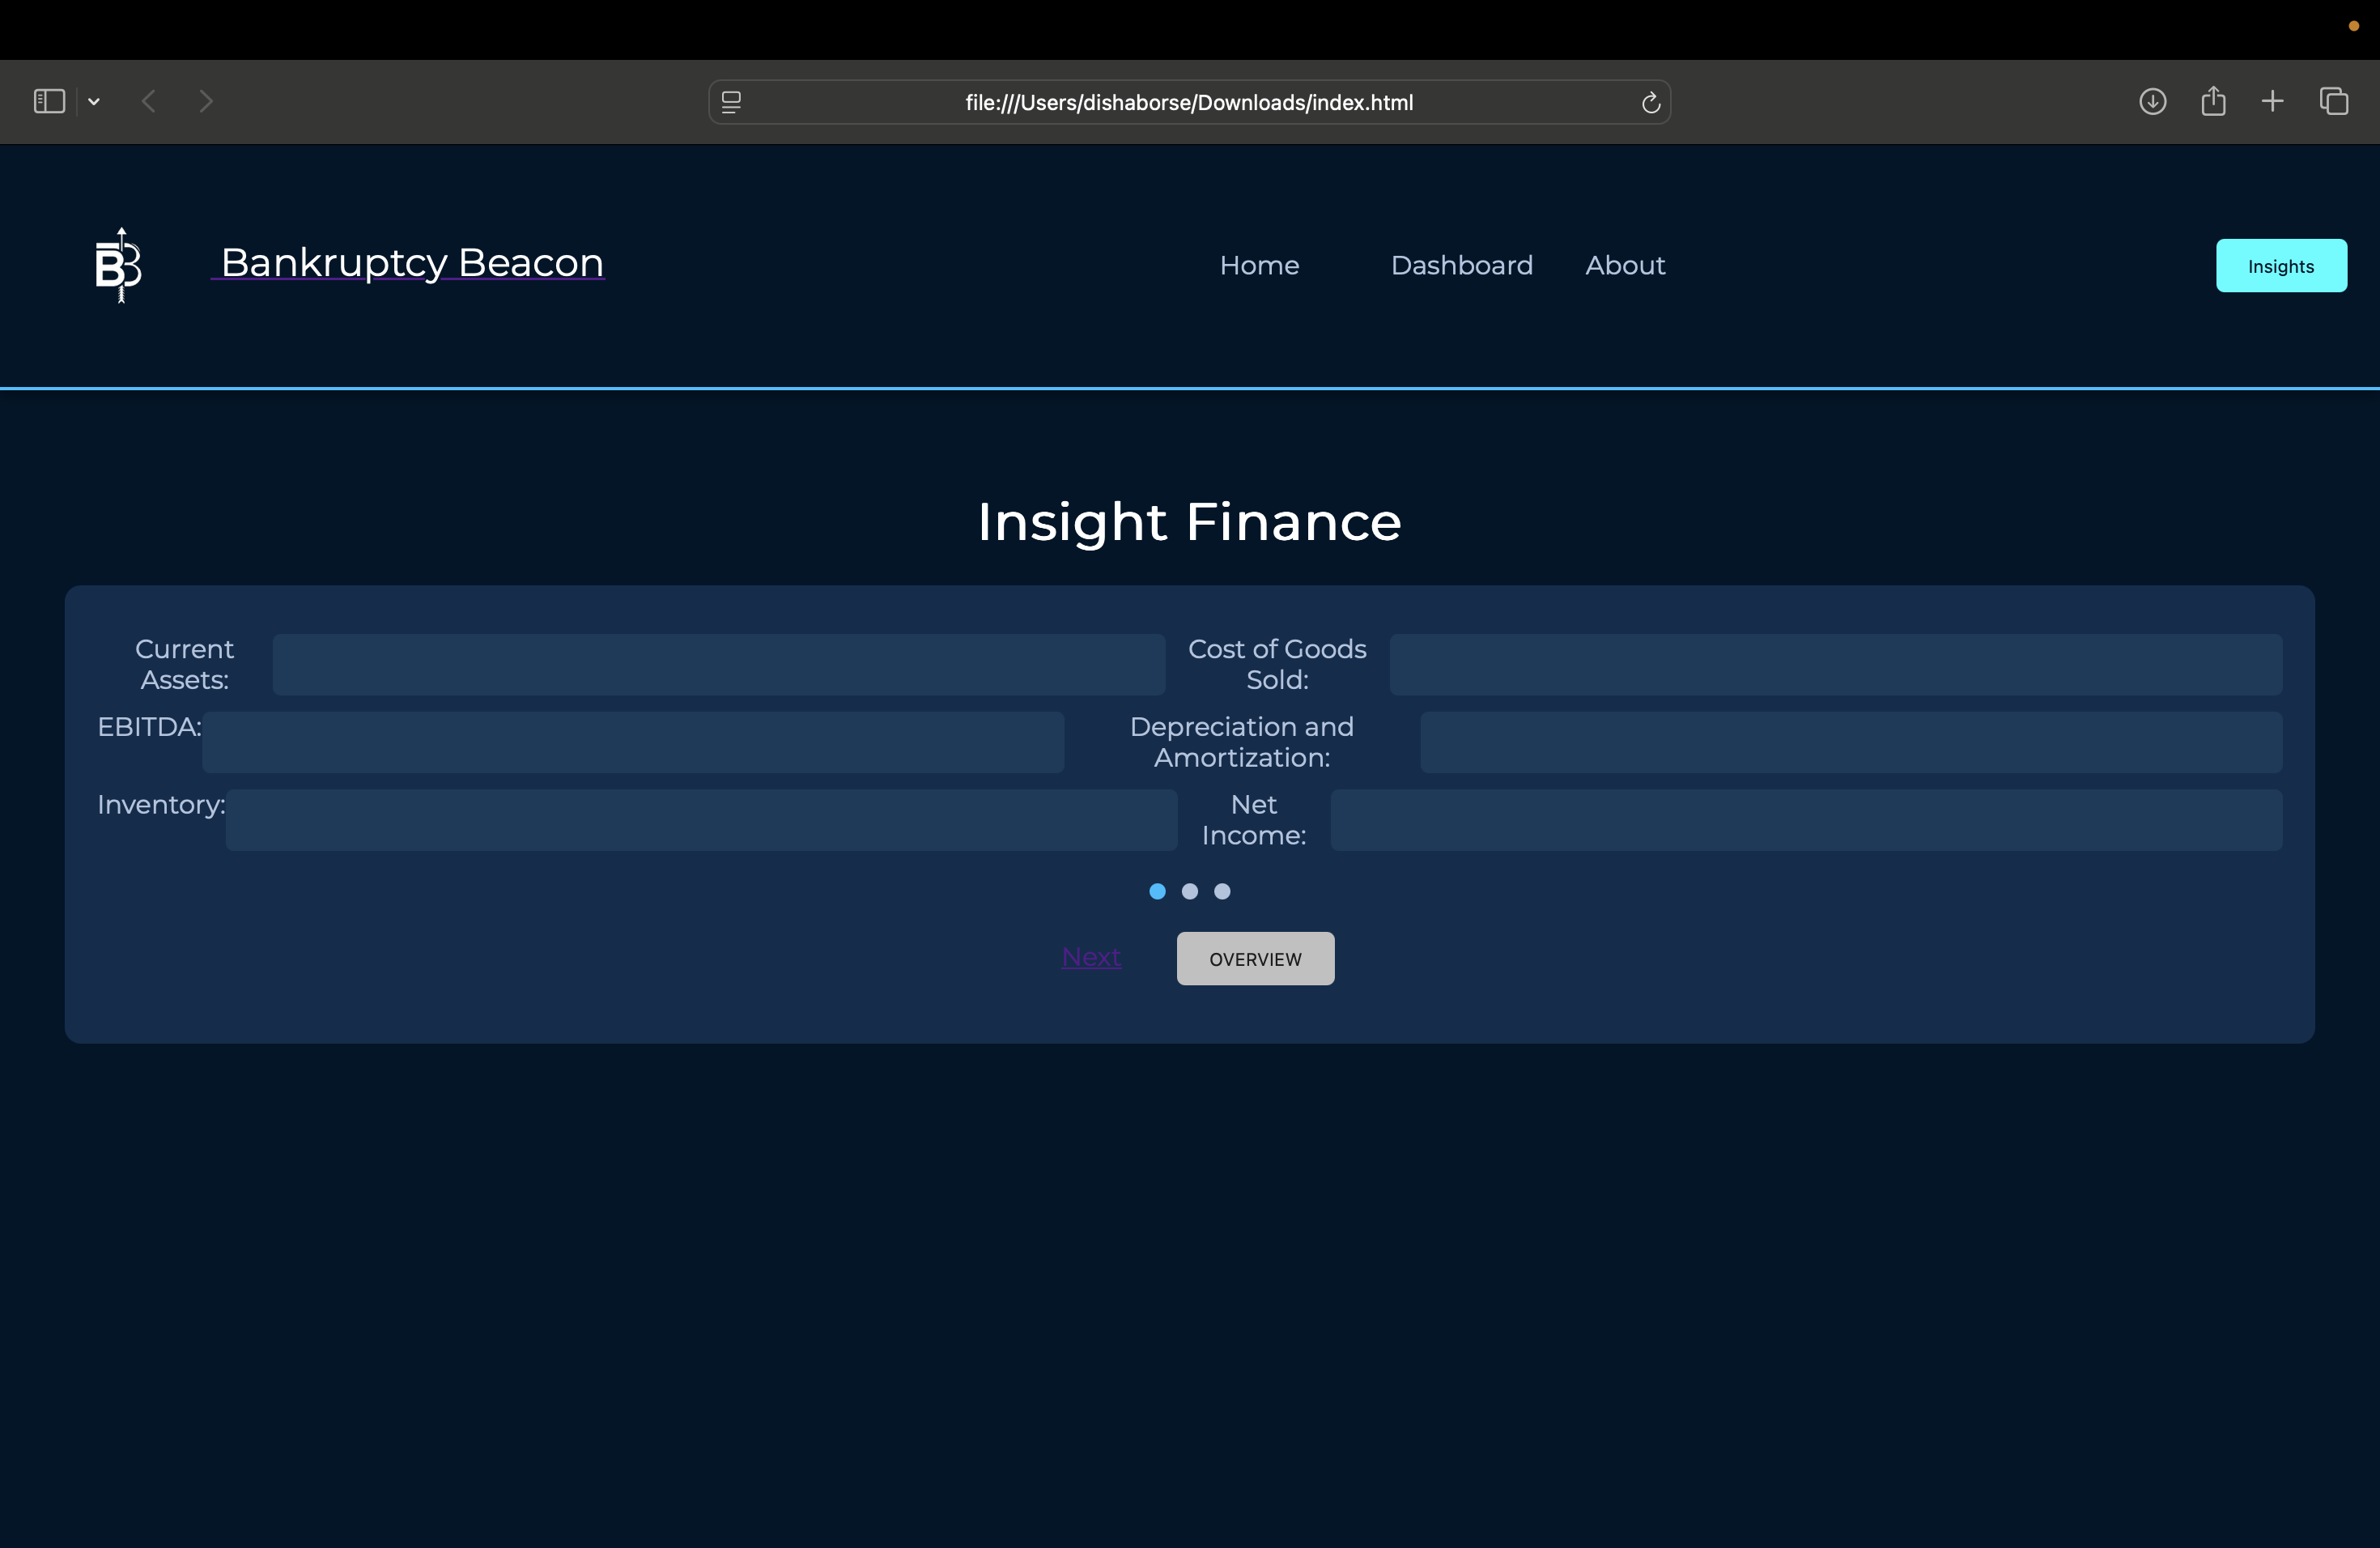 file:///Users/dishaborse/Downloads/index.html
BB
Bankruptcy Beacon
Home
Dashboard
About
Insights
Insight Finance
Current
Assets:
Cost of Goods
Sold:
EBITDA:
Depreciation and
Amortization:
Inventory:
Net
Income:
Next
OVERVIEW